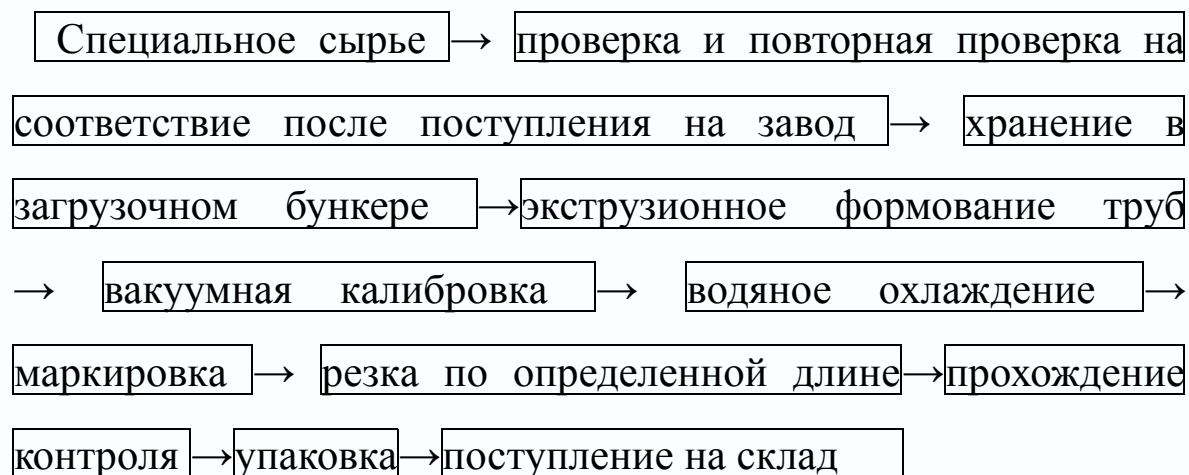 Специальное сырье → проверка и повторная проверка на
соответствие после поступления на завод → хранение в
загрузочном бункере →экструзионное формование труб
→ вакуумная калибровка → водяное охлаждение →
маркировка → резка по определенной длине→прохождение
контроля →упаковка→поступление на склад